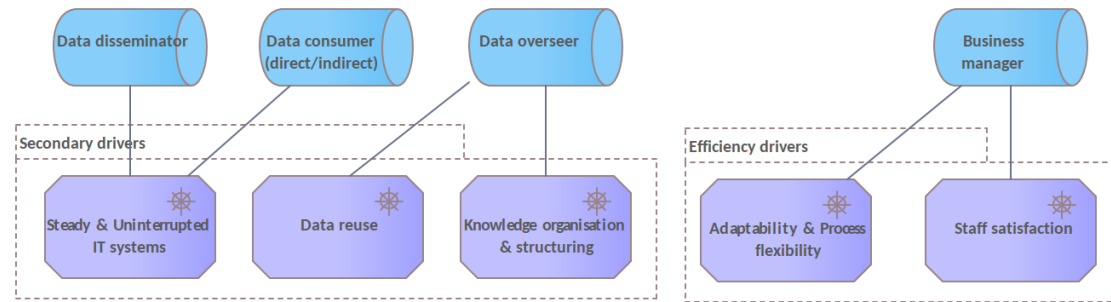 Data disseminator
Data consumer
(direct/indirect)
Data overseer
Business
manager
Secondary drivers
Efficiency drivers
Steady & Uninterrupted
IT systems
Data reuse
Knowledge organisation
& structuring
Adaptability & Process
flexibility
Staff satisfaction